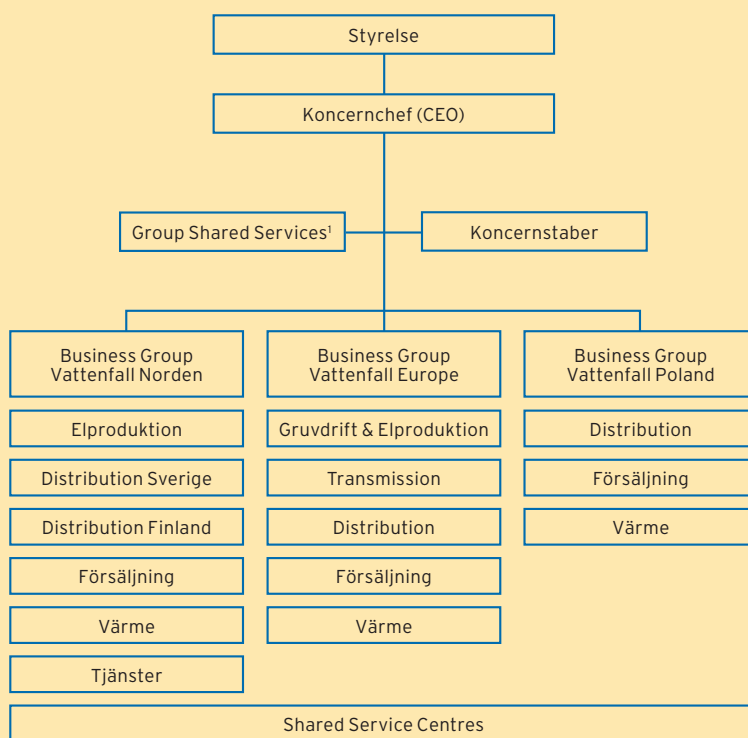 Styrelse
Koncernchef (CEO)
Group Shared Services¹
Koncernstaber
Business Group
Vattenfall Norden
Elproduktion
Distribution Sverige
Distribution Finland
Försäljning
Värme
Tjänster
Business Group
Vattenfall Europe
Gruvdrift & Elproduktion
Transmission
Distribution
Försäljning
Värme
Business Group
Vattenfall Poland
Distribution
Försäljning
Värme
Shared Service Centres